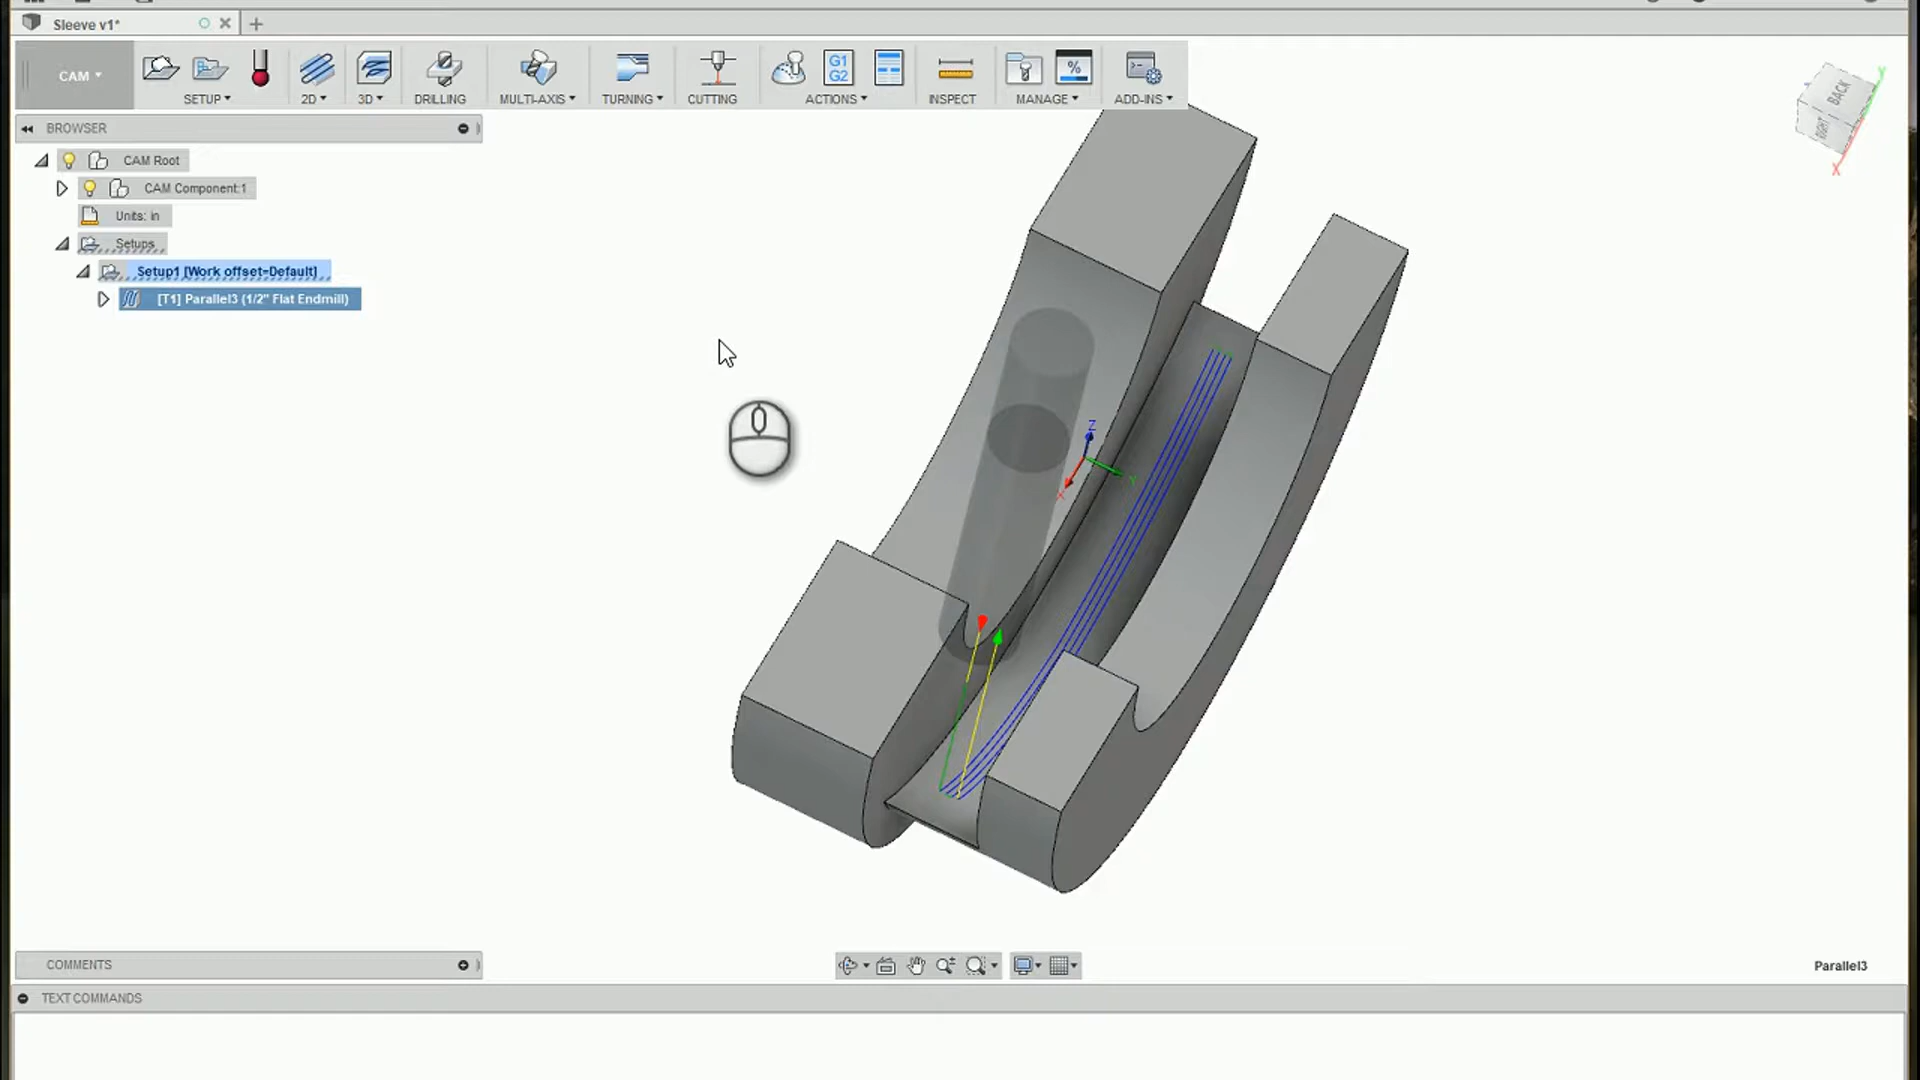 Sleeve v1*
CAM
SETUP
2D
3D
DRILLING
MULTI-AXIS
TURNING
CUTTING
G1
G2
ACTIONS
INSPECT
%
MANAGE
ADD-INS
BROWSER
CAM Root
CAM Component:1
Units: in
Setups
Setup1 [Work offset=Default]
[T1] Parallel3 (1/2" Flat Endmill)
BACK
RIGHT
Y
X
Z
X
Y
COMMENTS
Parallel3
TEXT COMMANDS